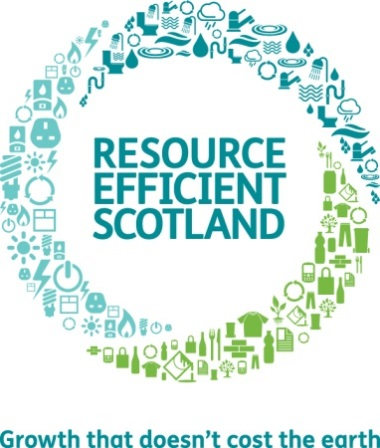 RESOURCE
EFFICIENT
SCOTLAND
Growth that doesn't cost the earth